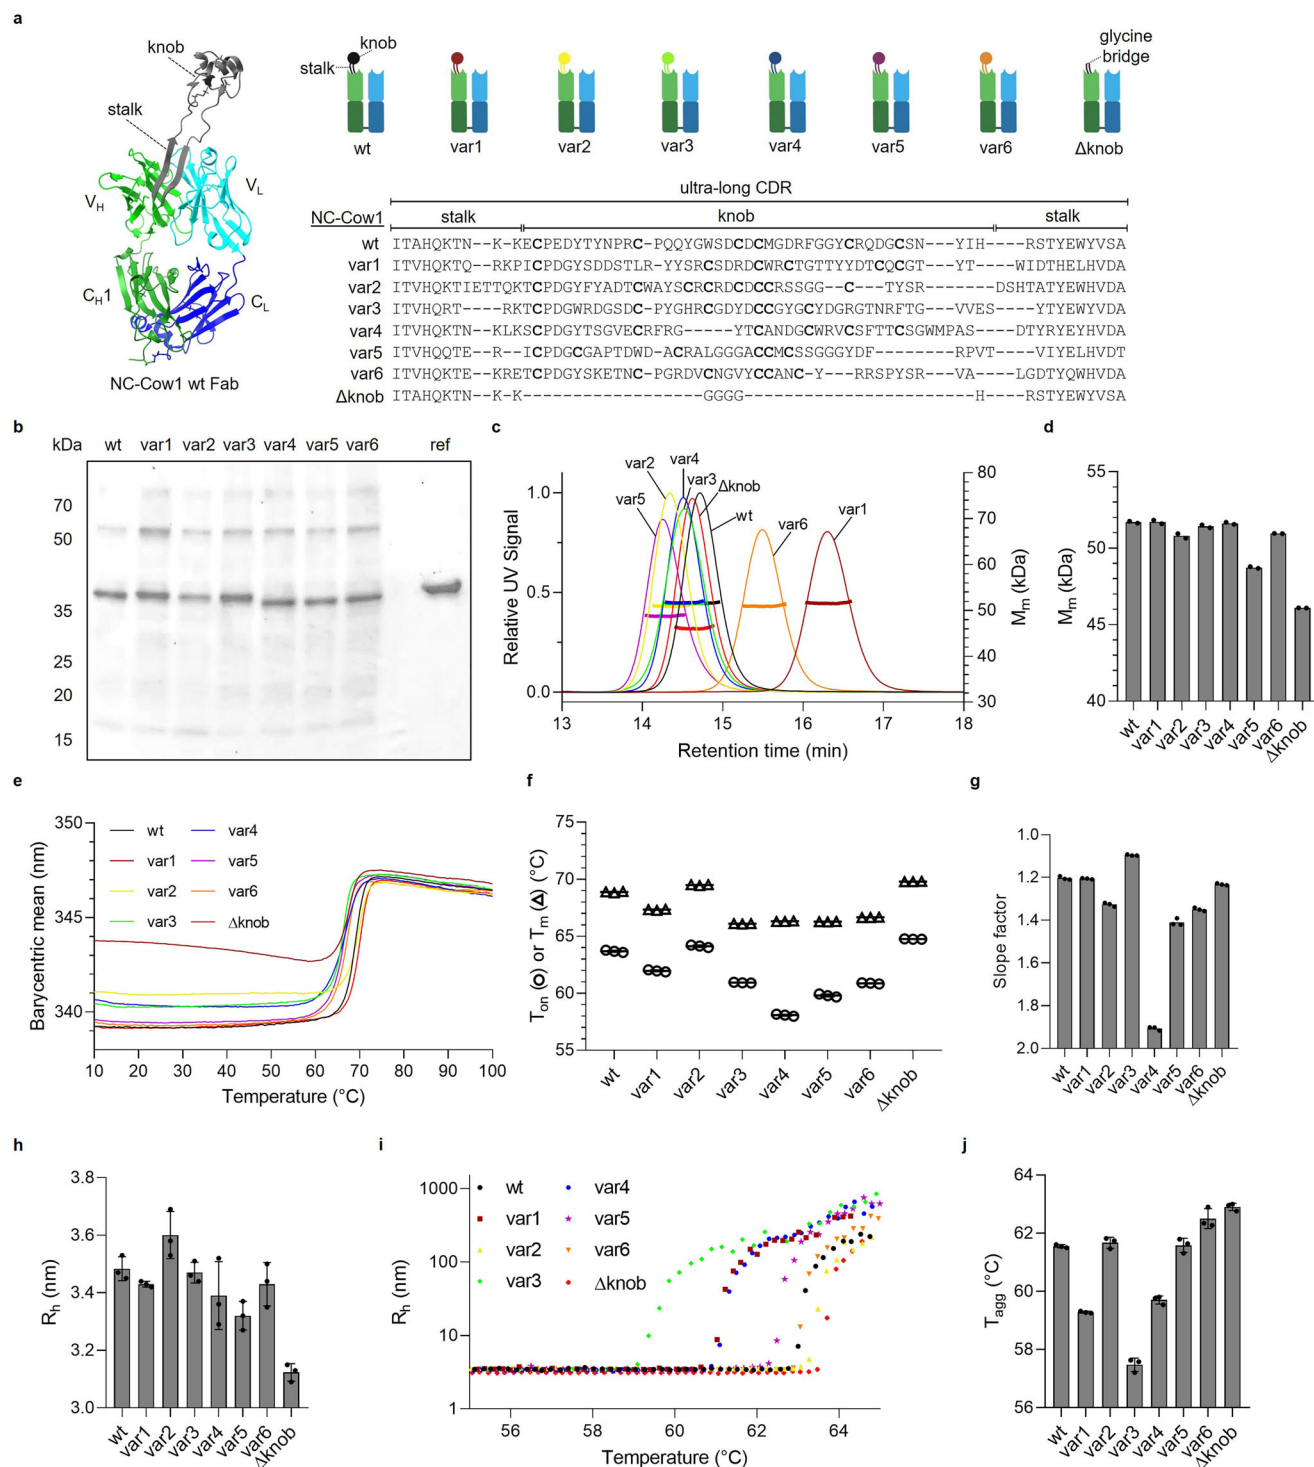 a
knob
stalk
V_H
V_L
C_H1
C_L
NC-Cow1 wt Fab
knob
stalk
glycine
bridge
wt var1 var2 var3 var4 var5 var6 Δknob
ultra-long CDR
NC-Cow1 stalk knob stalk
wt ITAHQKTN--K-KECPEDYTYNPRC-PQQYGWSDCDCMGDRFGGYCRQDGCSN---YIH----RSTYEWYVSA
var1 ITVHQKTQ--RKPICPDGYSDDSTLR-YYSRCSDRDCWRCTGTTYYDTCQCGT---YT---WIDTHELHVDA
var2 ITVHQKTIETTQKTCPDGYFYADTCWAYSCRCRDCDCCRSSGG--C---TYSR------DSHTATYEWHVDA
var3 ITVHQRT----RKTCPDGWRDGSDC-PYGHRCGDYDCCGYGCYDGRGTNRFTG---VVES---YTYEWYVDA
var4 ITVHQKTN--KLKSCPDGYTSGVECRFRG----YTCANDGCWRVCSFTTCSGWMPAS---DTYRYEYHVDA
var5 ITVHQQTE--R-ICPDGCGAPTDWD-ACRALGGGACCMCSSGGGYDF--------RPVT---VIYELHVDT
var6 ITVHQKTE--KRETCPDGYSKETNC-PGRDVCNGVYCCANC-Y---RRSPYSR---VA----LGDTYQWHVDA
Δknob ITAHQKTN--K-K------------------GGGG-----------------------H----RSTYEWYVSA
b
kDa wt var1 var2 var3 var4 var5 var6 ref
70
50
35
25
20
15
c
var5 var2 var4 var3 Δknob wt var6 var1
Relative UV Signal
1.0
0.5
0.0
80
70
60
50
40
30
M_m (kDa)
13 14 15 16 17 18
Retention time (min)
d
M_m (kDa)
55
50
45
40
wt var1 var2 var3 var4 var5 var6 Δknob
e
Barycentric mean (nm)
350
345
340
wt var4
var1 var5
var2 var6
var3 Δknob
10 20 30 40 50 60 70 80 90 100
Temperature (°C)
f
T_on (O) or T_m (Δ) (°C)
75
70
65
60
55
wt var1 var2 var3 var4 var5 var6 Δknob
g
Slope factor
1.0
1.2
1.4
1.6
1.8
2.0
wt var1 var2 var3 var4 var5 var6 Δknob
h
R_h (nm)
3.8
3.6
3.4
3.2
3.0
wt var1 var2 var3 var4 var5 var6 Δknob
i
R_h (nm)
1000
100
10
1
wt var4
var1 var5
var2 var6
var3 Δknob
56 58 60 62 64
Temperature (°C)
j
T_agg (°C)
64
62
60
58
56
wt var1 var2 var3 var4 var5 var6 Δknob